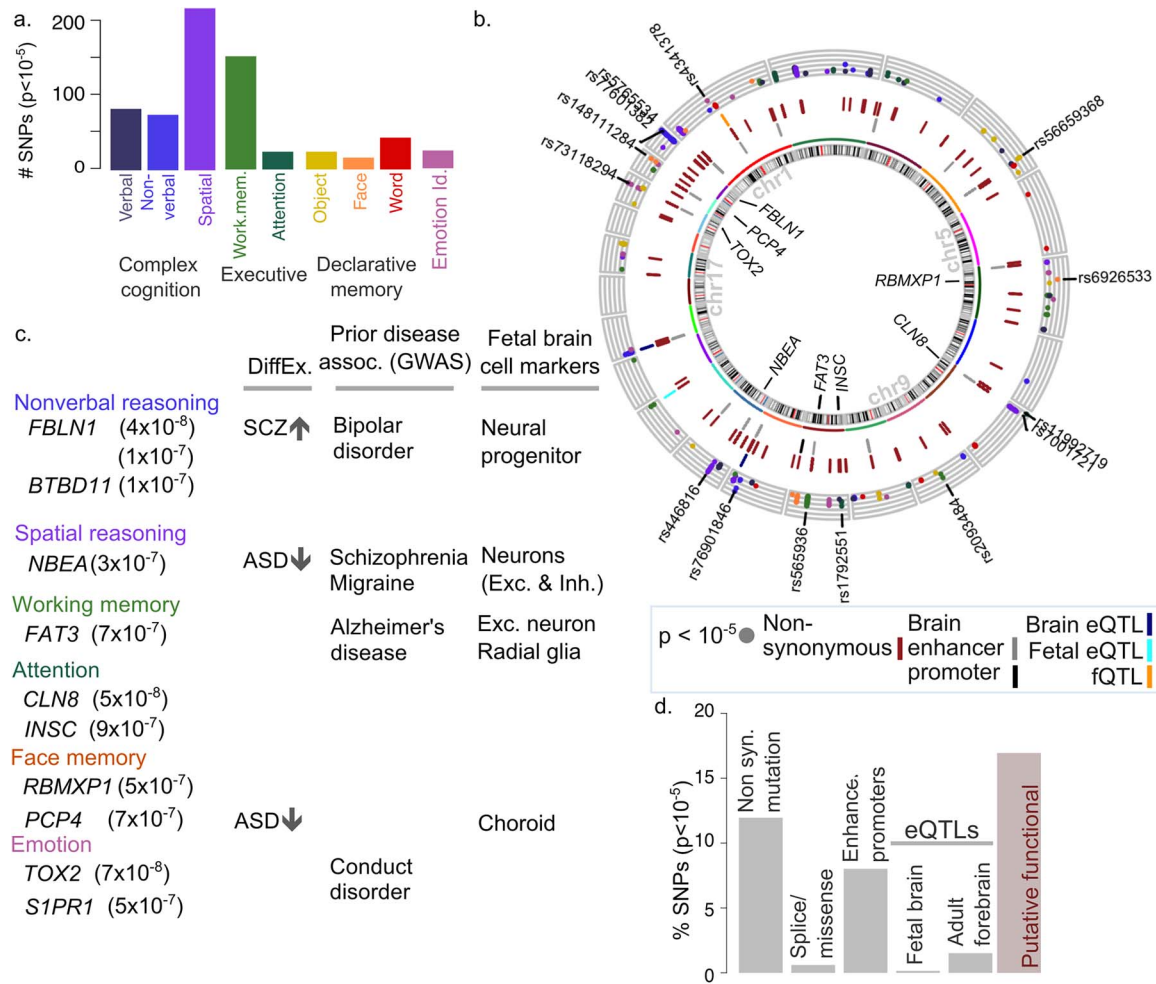 a.
# SNPs (p<10-5)
200
100
0
Verbal
Non-
verbal
Spatial
Work.mem.
Attention
Object
Face
Word
Emotion Id.
Complex
cognition
Executive
Declarative
memory
b.
rs4341378
rs5765534
rs77601382
rs148111284
rs73118294
rs56659368
rs6926533
rs11992719
rs7001721
rs2093484
rs1792551
rs565936
rs76901846
rs446816
chr1
chr5
chr9
chr17
FBLN1
PCP4
TOX2
RBMXP1
CLN8
NBEA
FAT3
INSC
p < 10-5
Non-
synonymous
Brain
enhancer
promoter
Brain eQTL
Fetal eQTL
fQTL
c.
DiffEx.
Prior disease
assoc. (GWAS)
Fetal brain
cell markers
Nonverbal reasoning
FBLN1 (4x10-8)
(1x10-7)
SCZ
Bipolar
disorder
Neural
progenitor
BTBD11 (1x10-7)
Spatial reasoning
NBEA(3x10-7)
ASD
Schizophrenia
Migraine
Neurons
(Exc. & Inh.)
Working memory
FAT3 (7x10-7)
Alzheimer's
disease
Exc. neuron
Radial glia
Attention
CLN8 (5x10-8)
INSC (9x10-7)
Face memory
RBMXP1(5x10-7)
PCP4 (7x10-7)
ASD
Choroid
Emotion
TOX2 (7x10-8)
Conduct
disorder
S1PR1 (5x10-7)
d.
% SNPs (p<10-5)
20
15
10
5
0
Non syn.
mutation
Splice/
missense
Enhance.
promoters
eQTLs
Fetal brain
Adult
forebrain
Putative functional